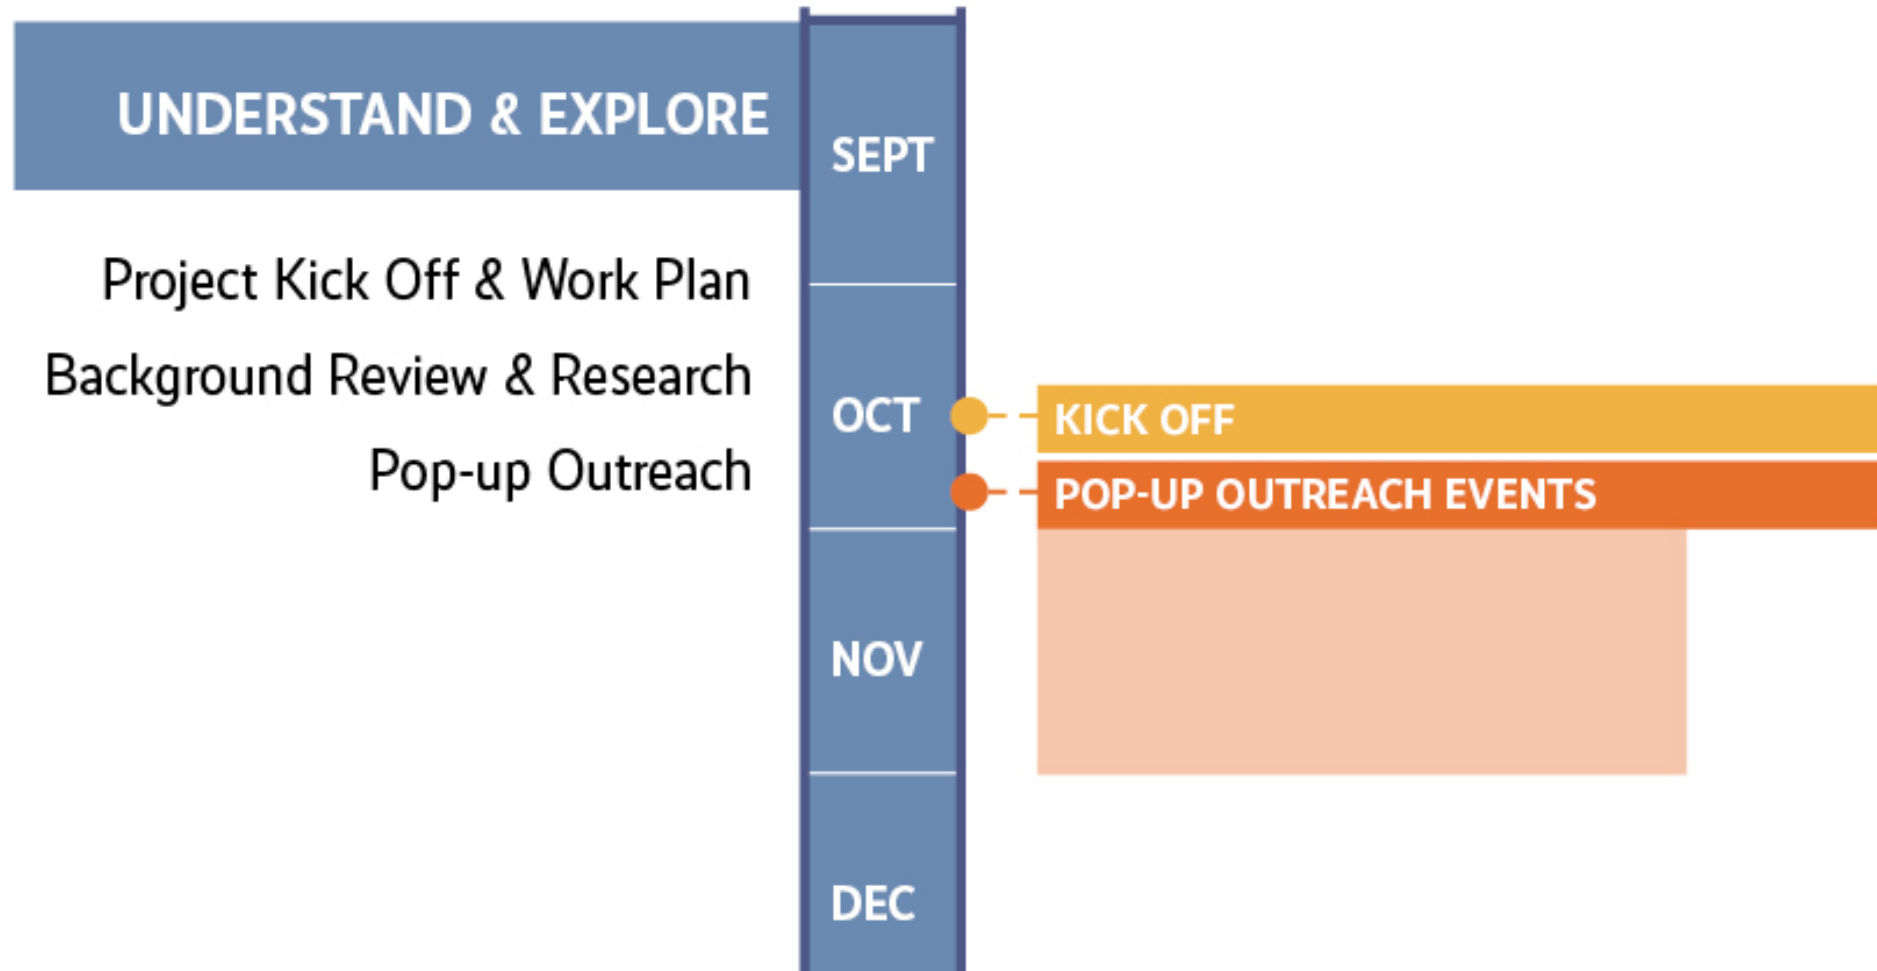 UNDERSTAND & EXPLORE
Project Kick Off & Work Plan
Background Review & Research
Pop-up Outreach
SEPT
OCT
NOV
DEC
KICK OFF
POP-UP OUTREACH EVENTS